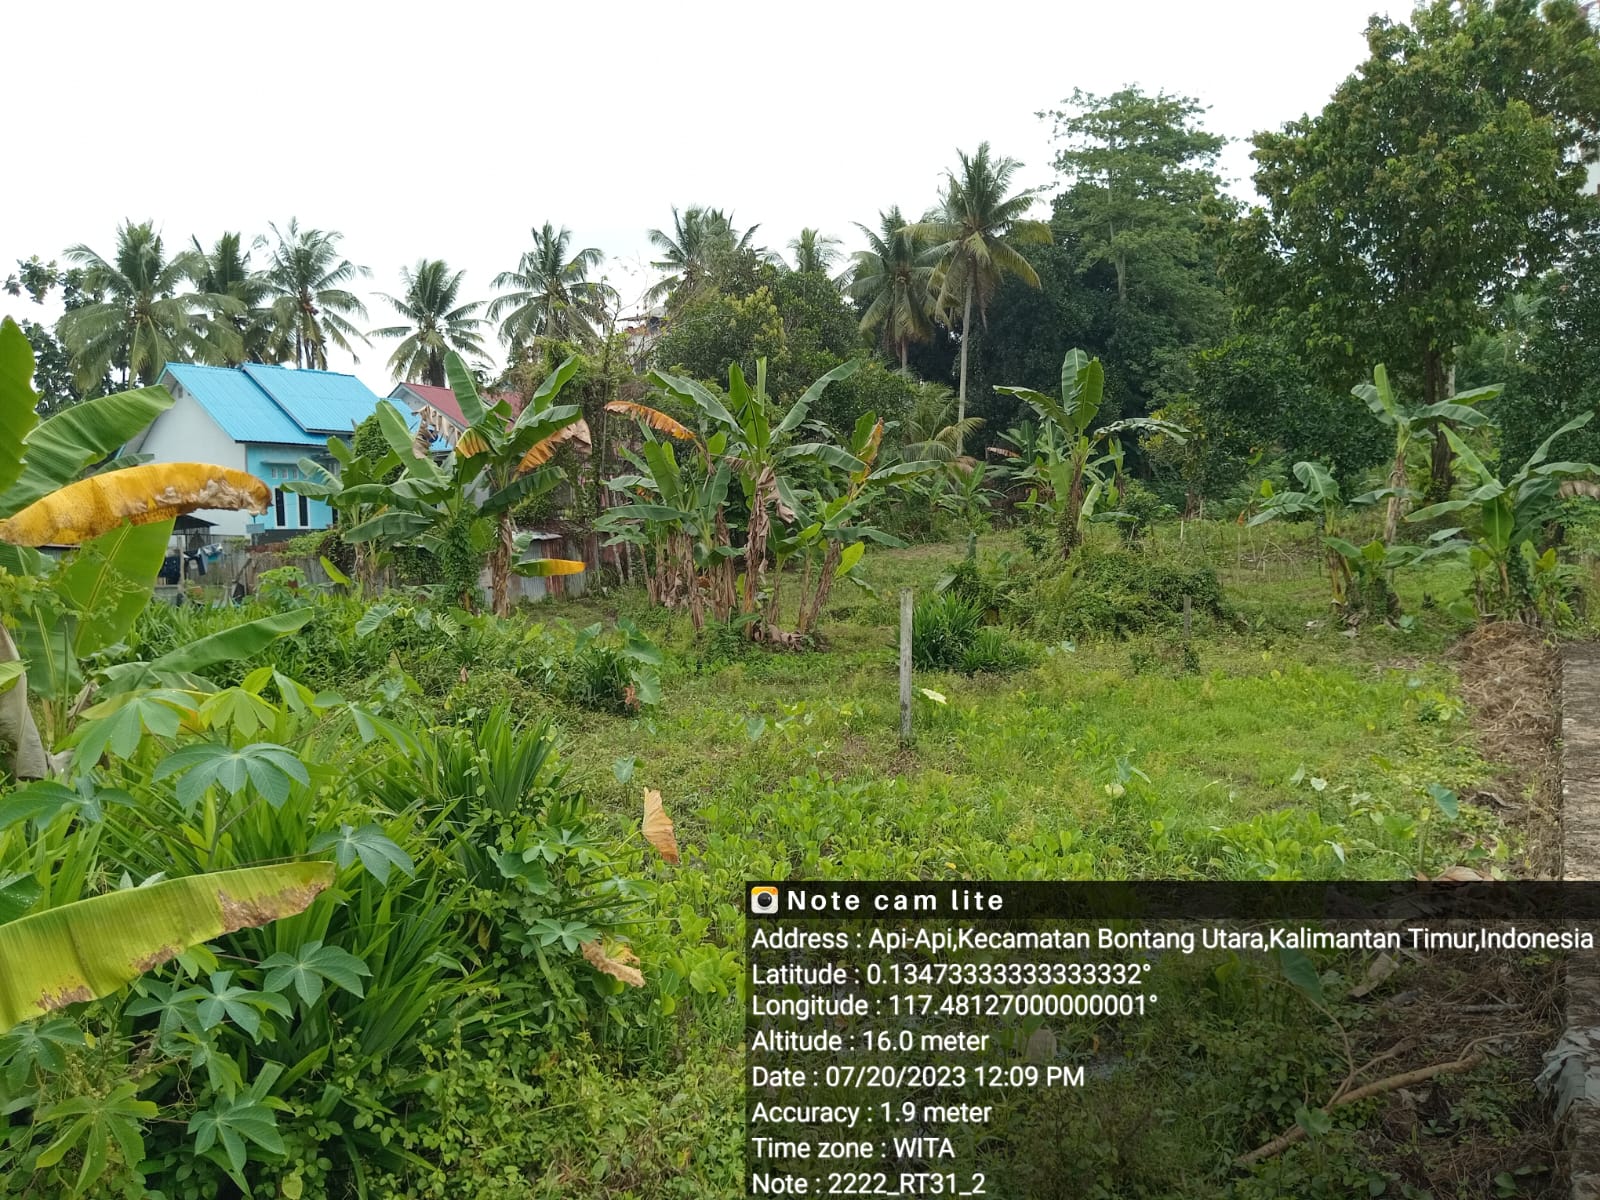 Note cam lite
Address : Api-Api,Kecamatan Bontang Utara,Kalimantan Timur,Indonesia
Latitude : 0.13473333333333332°
Longitude : 117.48127000000001°
Altitude : 16.0 meter
Date : 07/20/2023 12:09 PM
Accuracy : 1.9 meter
Time zone : WITA
Note : 2222_RT31_2